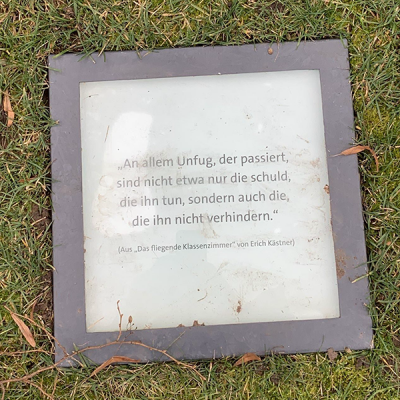 „An allem Unfug, der passiert,
sind nicht etwa nur die schuld,
die ihn tun, sondern auch die,
die ihn nicht verhindern.“
(Aus „Das fliegende Klassenzimmer“ von Erich Kästner)